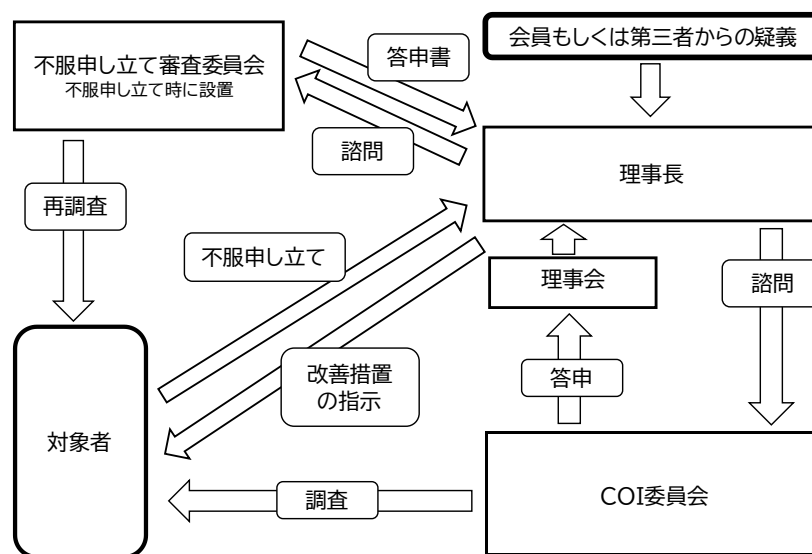 会員もしくは第三者からの疑義
不服申し立て審査委員会
不服申し立て時に設置
答申書
諮問
理事長
再調査
不服申し立て
理事会
諮問
改善措置
の指示
答申
対象者
調査
COI委員会